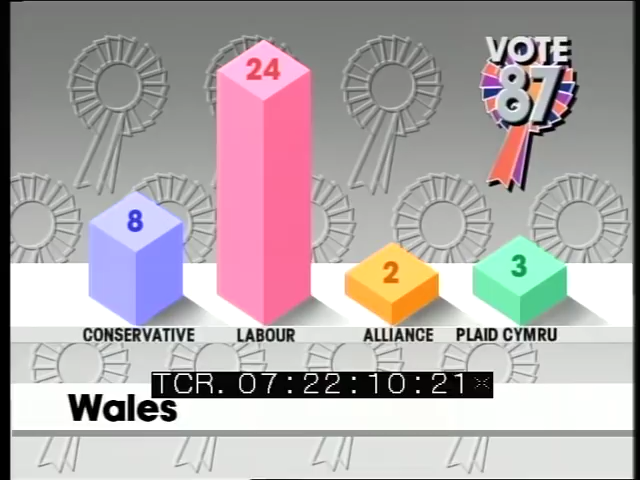 VOTE
87
24
8
2
3
CONSERVATIVE
LABOUR
ALLIANCE
PLAID CYMRU
TCR. 07:22:10:21
Wales